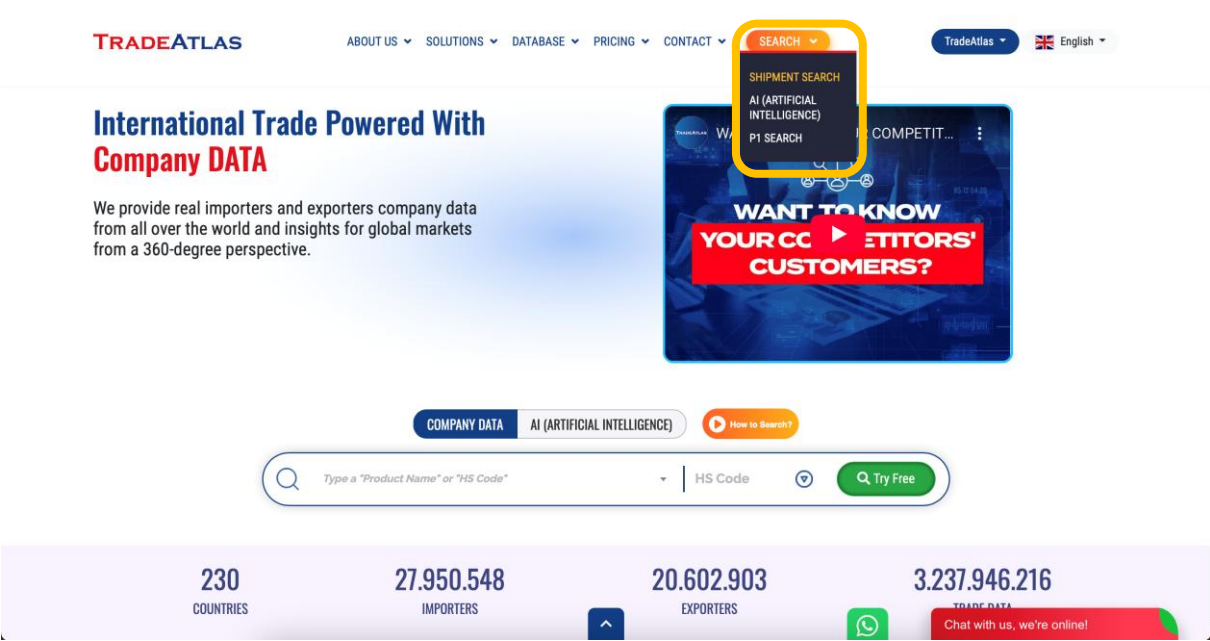 TRADEATLAS
ABOUT US
SOLUTIONS
DATABASE
PRICING
CONTACT
SEARCH
TradeAtlas
English
SHIPMENT SEARCH
AI (ARTIFICIAL
INTELLIGENCE)
P1 SEARCH
International Trade Powered With
Company DATA
We provide real importers and exporters company data
from all over the world and insights for global markets
from a 360-degree perspective.
COMPETIT...
WANT TO KNOW
YOUR ETITORS'
CUSTOMERS?
COMPANY DATA
AI (ARTIFICIAL INTELLIGENCE)
How to Search?
Type a "Product Name" or "HS Code"
HS Code
Try Free
230
COUNTRIES
27.950.548
IMPORTERS
20.602.903
EXPORTERS
3.237.946.216
TRADE DATA
Chat with us, we're online!